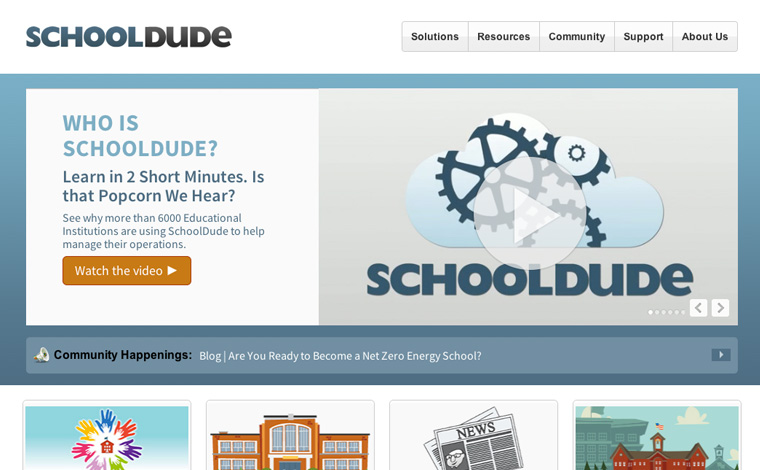 SCHOOLDUDE
Solutions
Resources
Community
Support
About Us
WHO IS
SCHOOLDUDE?
Learn in 2 Short Minutes. Is
that Popcorn We Hear?
See why more than 6000 Educational
Institutions are using SchoolDude to help
manage their operations.
Watch the video
SCHOOLDUDE
Community Happenings: Blog | Are You Ready to Become a Net Zero Energy School?
NEWS